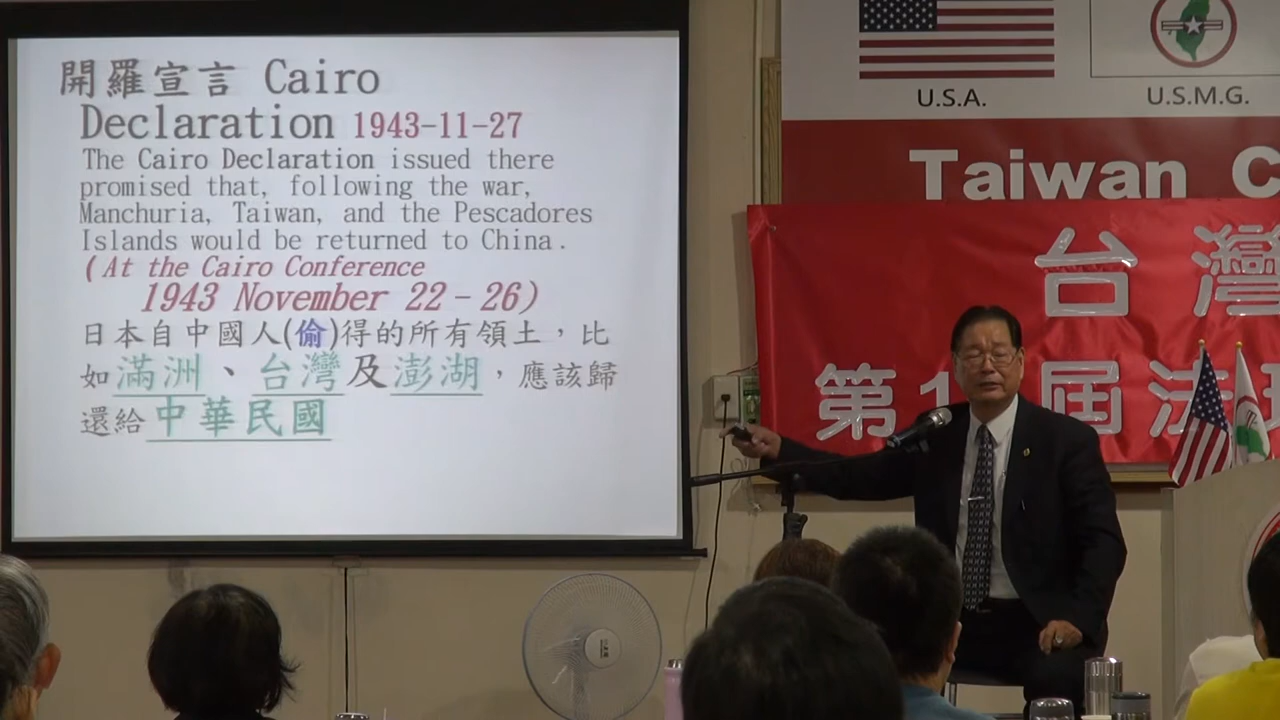 開羅宣言 Cairo
Declaration 1943-11-27
The Cairo Declaration issued there
promised that, following the war,
Manchuria, Taiwan, and the Pescadores
Islands would be returned to China.
(At the Cairo Conference
1943 November 22-26)
日本自中國人(偷)得的所有領土，比
如滿洲、台灣及澎湖，應該歸
還給中華民國
U.S.A.
U.S.M.G.
Taiwan C
台灣
第1 屆法理